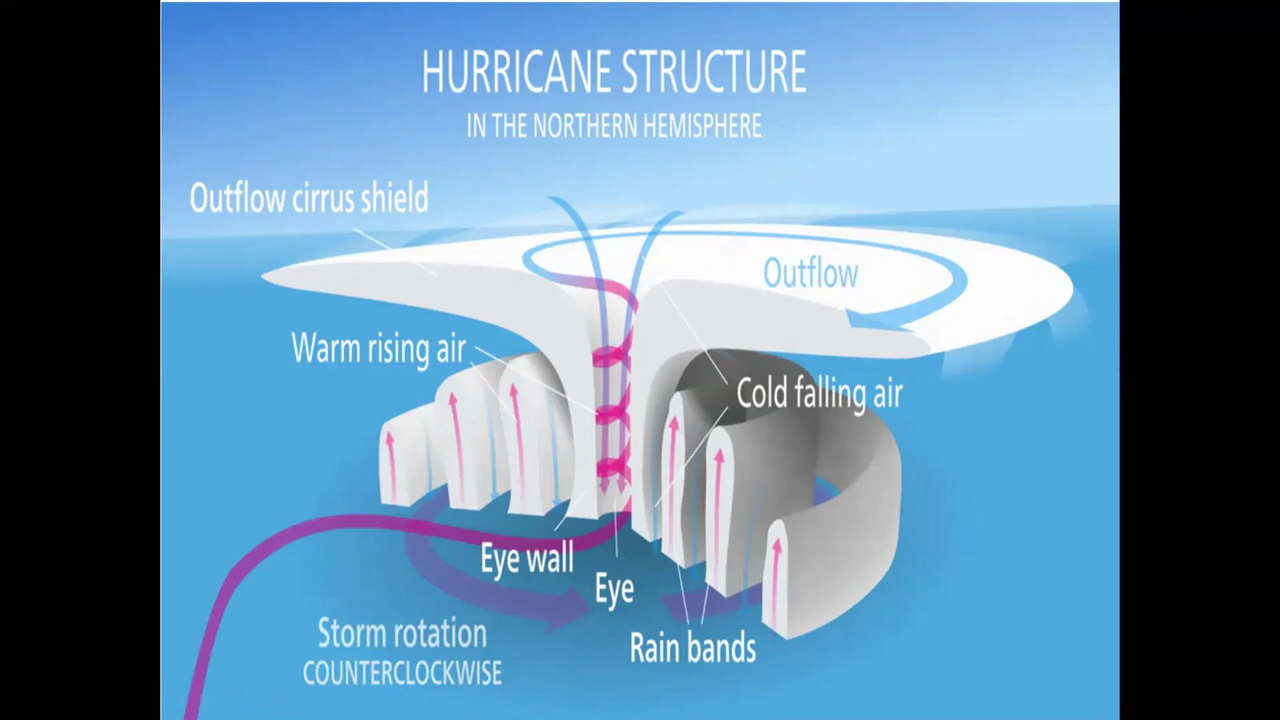 HURRICANE STRUCTURE
IN THE NORTHERN HEMISPHERE
Outflow cirrus shield
Outflow
Warm rising air
Cold falling air
Eye wall
Eye
Rain bands
Storm rotation
COUNTERCLOCKWISE